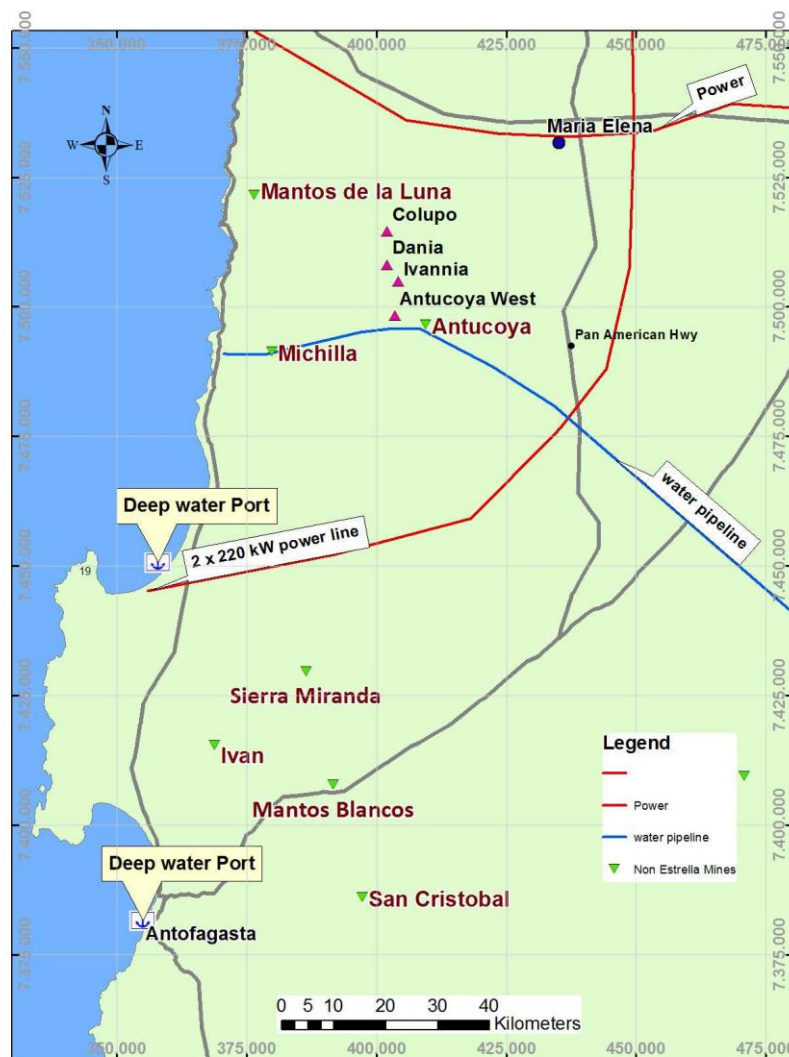 350.000
375.000
400.000
425.000
450.000
475.000
7.550.000
7.550.000
N
W E
S
Power
Maria Elena
7.525.000
7.525.000
Mantos de la Luna
Colupo
Dania
Ivannia
Antucoya West
7.500.000
7.500.000
Antucoya
Pan American Hwy
Michilla
7.475.000
7.475.000
water pipeline
Deep water Port
2 x 220 kW power line
19
7.450.000
7.450.000
Sierra Miranda
7.425.000
7.425.000
Ivan
Legend
Power
water pipeline
Non Estrella Mines
Mantos Blancos
7.400.000
7.400.000
Deep water Port
San Cristobal
Antofagasta
7.375.000
7.375.000
0 5 10 20 30 40
Kilometers
350.000
375.000
400.000
425.000
450.000
475.000